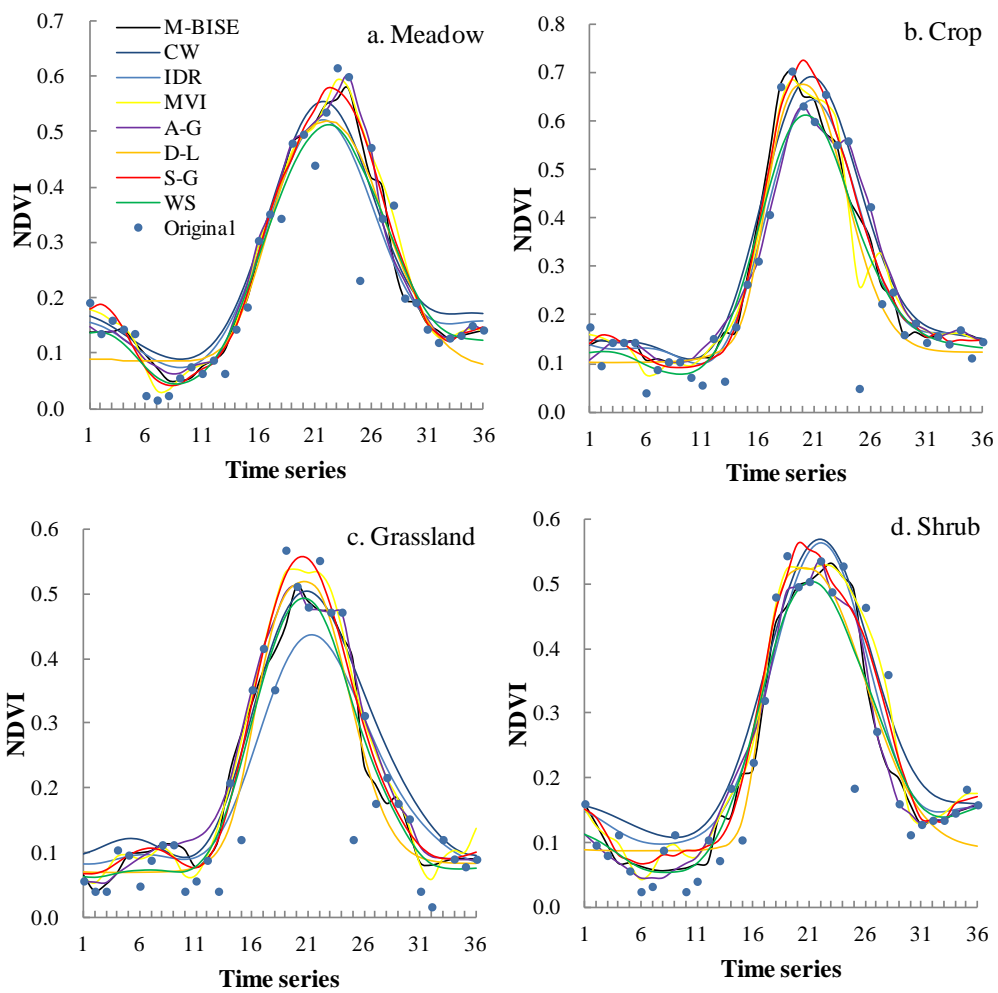 a. Meadow
M-BISE
CW
IDR
MVI
A-G
D-L
S-G
WS
Original
NDVI
0.7
0.6
0.5
0.4
0.3
0.2
0.1
0.0
1 6 11 16 21 26 31 36
Time series
b. Crop
NDVI
0.8
0.7
0.6
0.5
0.4
0.3
0.2
0.1
0.0
1 6 11 16 21 26 31 36
Time series
c. Grassland
NDVI
0.6
0.5
0.4
0.3
0.2
0.1
0.0
1 6 11 16 21 26 31 36
Time series
d. Shrub
NDVI
0.6
0.5
0.4
0.3
0.2
0.1
0.0
1 6 11 16 21 26 31 36
Time series